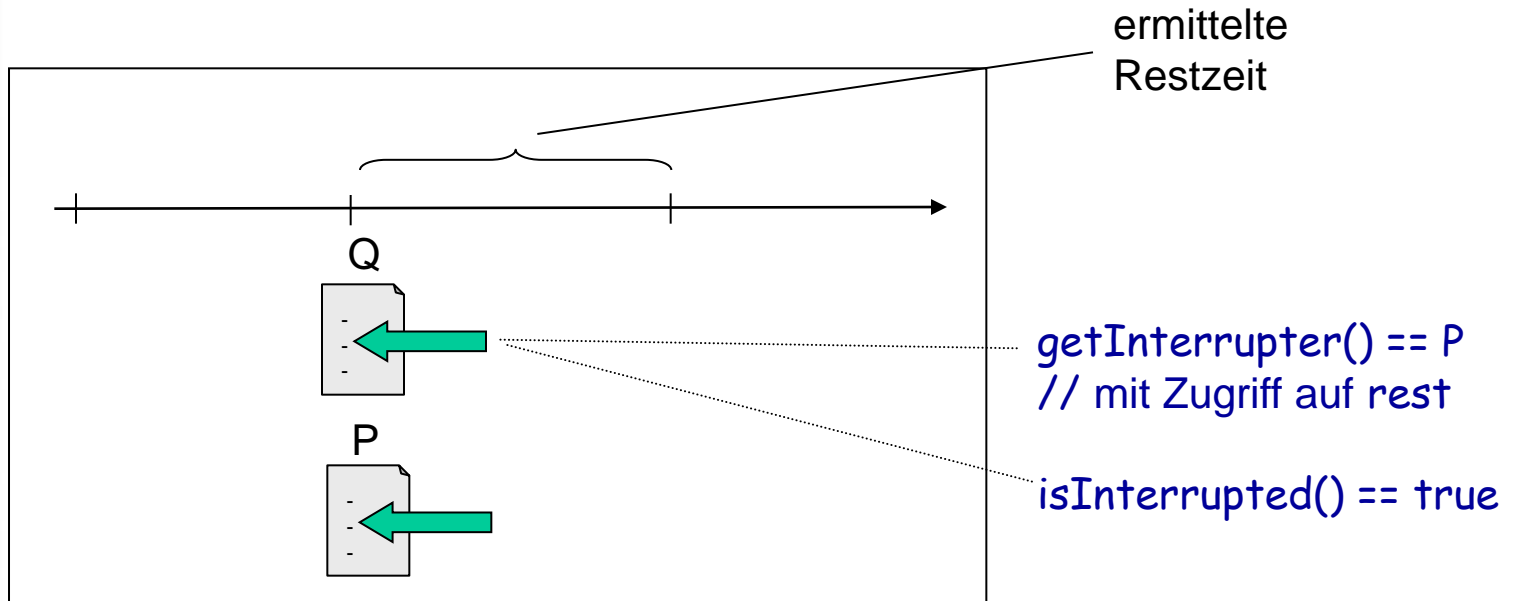 ermittelte
Restzeit
Q
-
-
-
getInterrupter() == P
// mit Zugriff auf rest
P
-
-
-
isInterrupted() == true